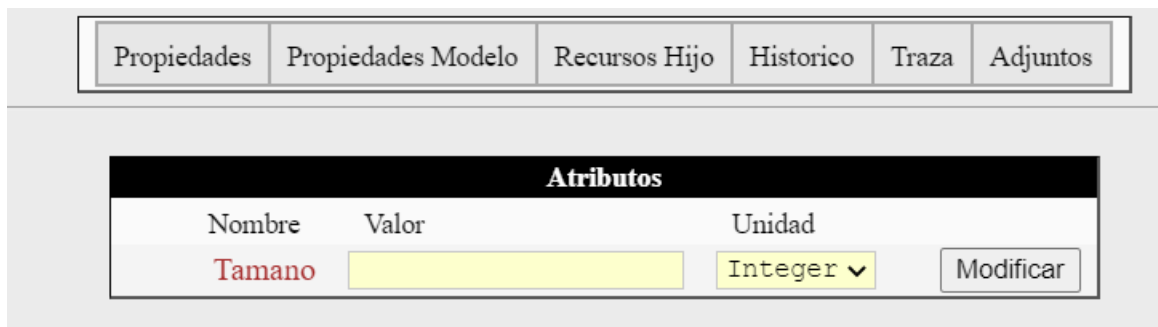 Propiedades Propiedades Modelo Recursos Hijo Historico Traza Adjuntos
Atributos
Nombre Valor Unidad
Tamano Integer Modificar